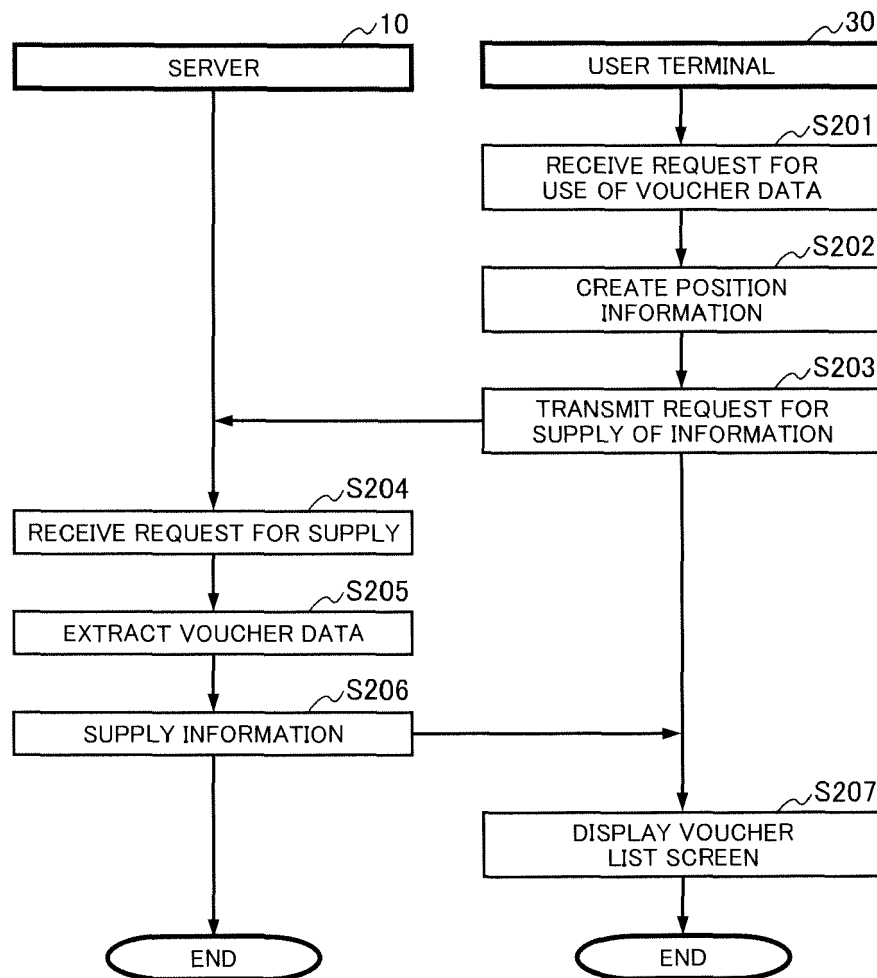 10
SERVER
30
USER TERMINAL
S201
RECEIVE REQUEST FOR
USE OF VOUCHER DATA
S202
CREATE POSITION
INFORMATION
S203
TRANSMIT REQUEST FOR
SUPPLY OF INFORMATION
S204
RECEIVE REQUEST FOR SUPPLY
S205
EXTRACT VOUCHER DATA
S206
SUPPLY INFORMATION
S207
DISPLAY VOUCHER
LIST SCREEN
END
END